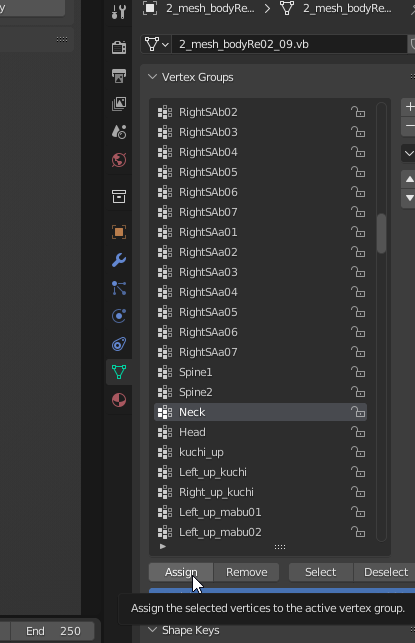 y
2_mesh_bodyRe... > 2_mesh_bodyRe...
2_mesh_bodyRe02_09.vb
Vertex Groups
RightSAb02
RightSAb03
RightSAb04
RightSAb05
RightSAb06
RightSAb07
RightSAa01
RightSAa02
RightSAa03
RightSAa04
RightSAa05
RightSAa06
RightSAa07
Spine1
Spine2
Neck
Head
kuchi_up
Left_up_kuchi
Right_up_kuchi
Left_up_mabu01
Left_up_mabu02
Assign Remove Select Deselect
Assign the selected vertices to the active vertex group.
End 250
Shape Keys